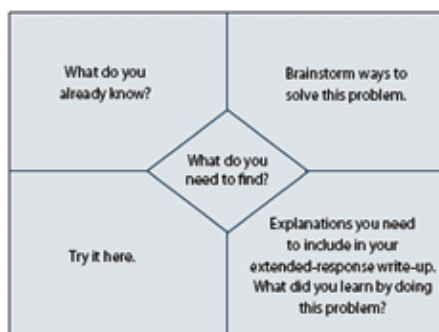 What do you
already know?
Brainstorm ways to
solve this problem.
What do you
need to find?
Try it here.
Explanations you need
to include in your
extended-response write-up.
What did you learn by doing
this problem?